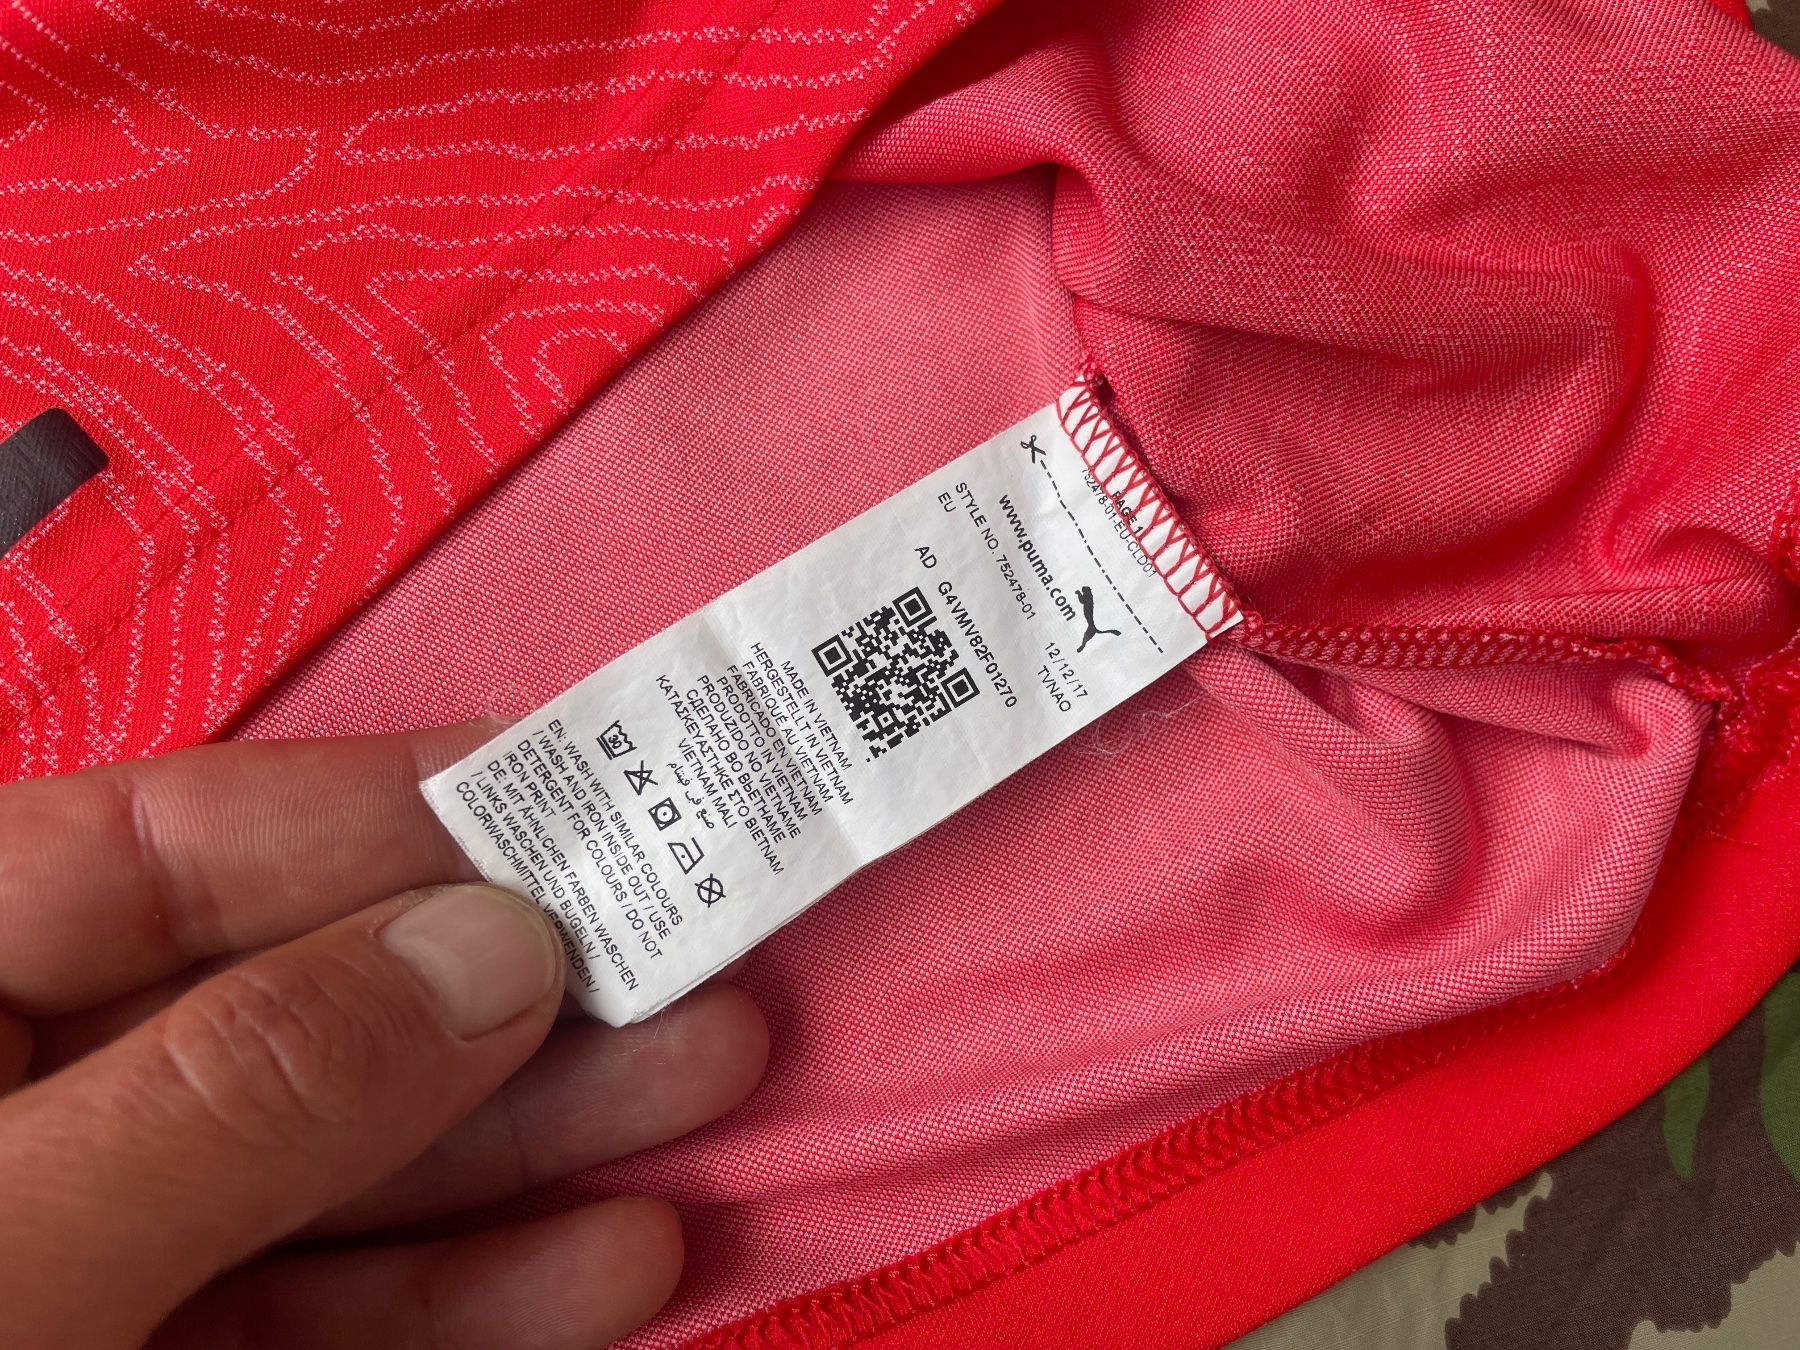 PAGE 1
752478-01-EU-CLD01
www.puma.com
STYLE NO. 752478-01 12/12/17
EU TVNAO
AD G4VMV82F01270
MADE IN VIETNAM
HERGESTELLT IN VIETNAM
FABRIQUÉ AU VIETNAM
FABRICADO EN VIETNAM
PRODOTTO IN VIETNAM
PRODUZIDO NO VIETNAME
СДЕЛАНО ВО ВЬЕТНАМЕ
ΚΑΤΑΣΚΕΥΑΣΤΗΚΕ ΣΤΟ ΒΙΕΤΝΑΜ
VIETNAM MALI
صنع في فيتنام
30
EN: WASH WITH SIMILAR COLOURS
/ WASH AND IRON INSIDE OUT / USE
DETERGENT FOR COLOURS / DO NOT
IRON PRINT
DE: MIT ÄHNLICHEN FARBEN WASCHEN
/ LINKS WASCHEN UND BÜGELN /
COLORWASCHMITTEL VERWENDEN /